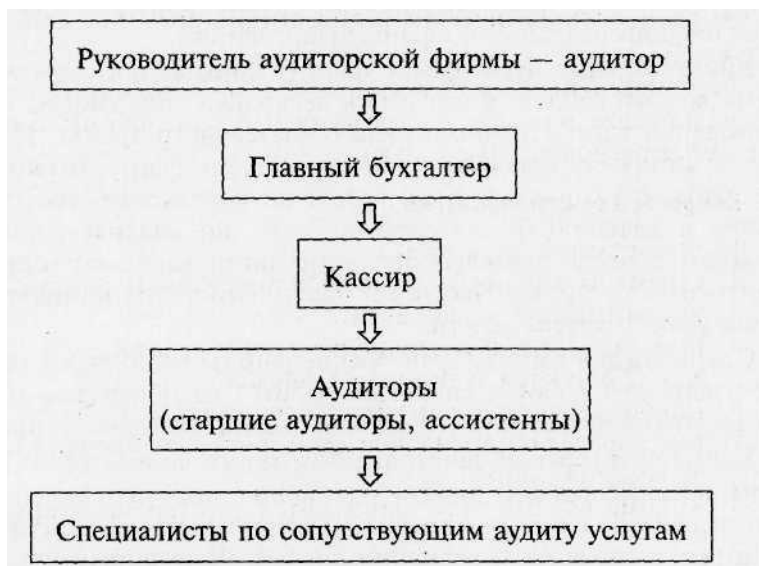 Руководитель аудиторской фирмы — аудитор
Главный бухгалтер
Кассир
Аудиторы
(старшие аудиторы, ассистенты)
Специалисты по сопутствующим аудиту услугам